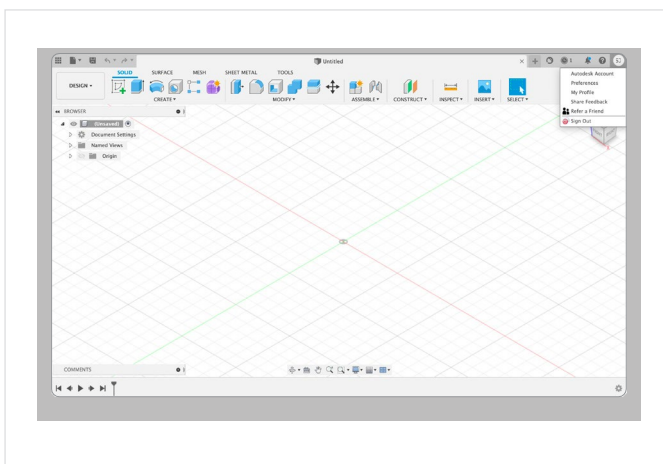 Untitled
SOLID SURFACE MESH SHEET METAL TOOLS
DESIGN
CREATE MODIFY ASSEMBLE CONSTRUCT INSPECT INSERT SELECT
Autodesk Account
Preferences
My Profile
Share Feedback
Refer a Friend
Sign Out
BROWSER
(Unsaved)
Document Settings
Named Views
Origin
COMMENTS